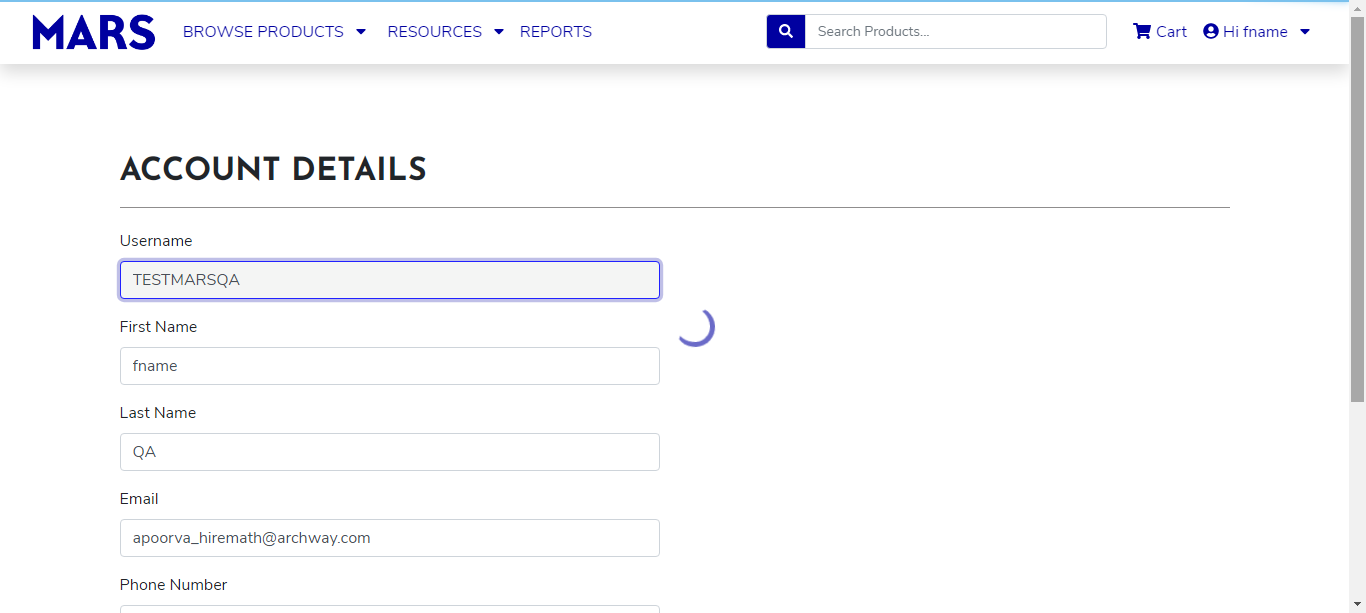 MARS BROWSE PRODUCTS RESOURCES REPORTS Search Products... Cart Hi fname
ACCOUNT DETAILS
Username
TESTMARSQA
First Name
fname
Last Name
QA
Email
apoorva_hiremath@archway.com
Phone Number